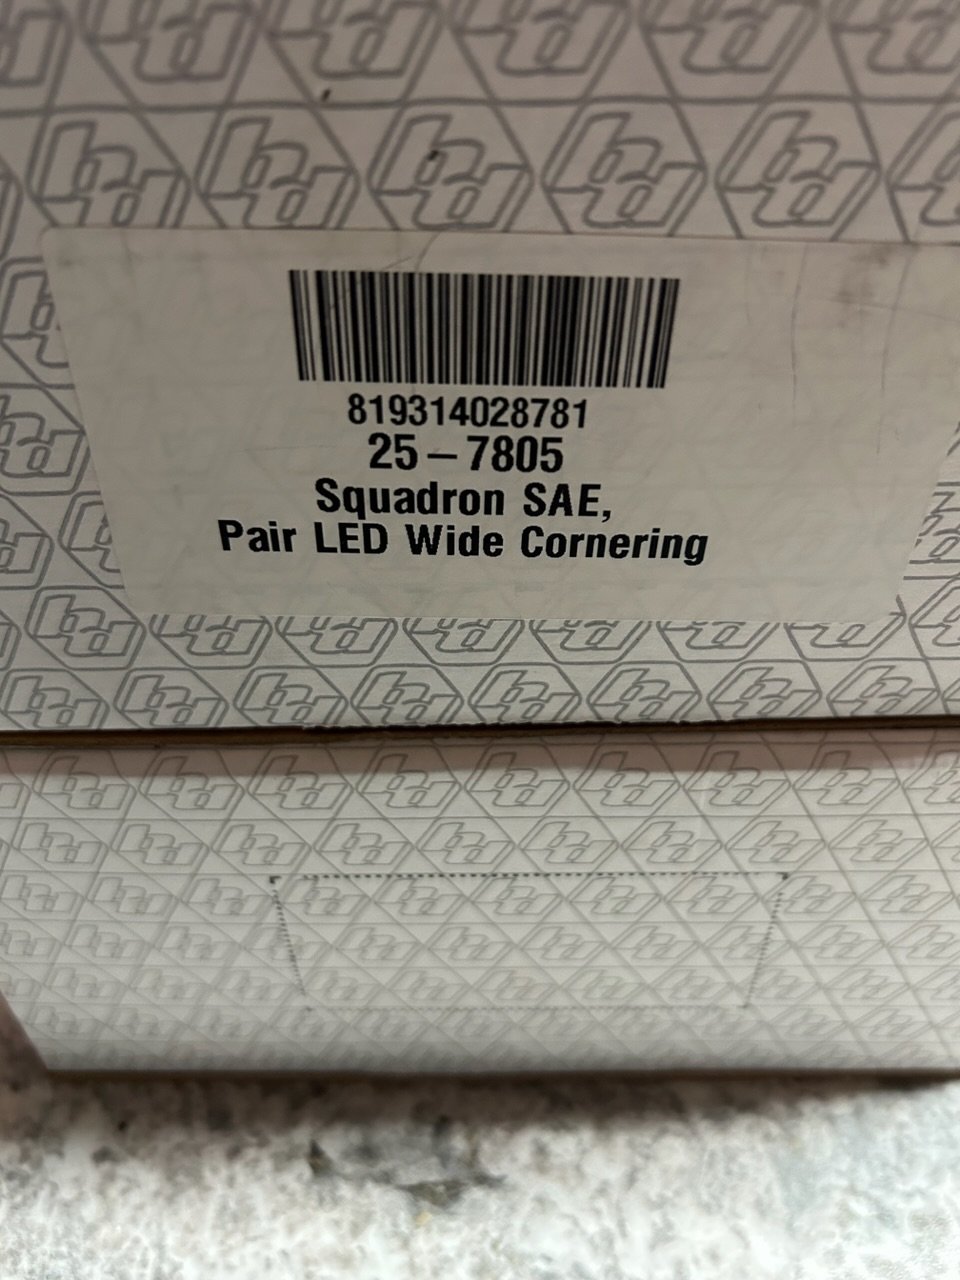 819314028781
25-7805
Squadron SAE,
Pair LED Wide Cornering